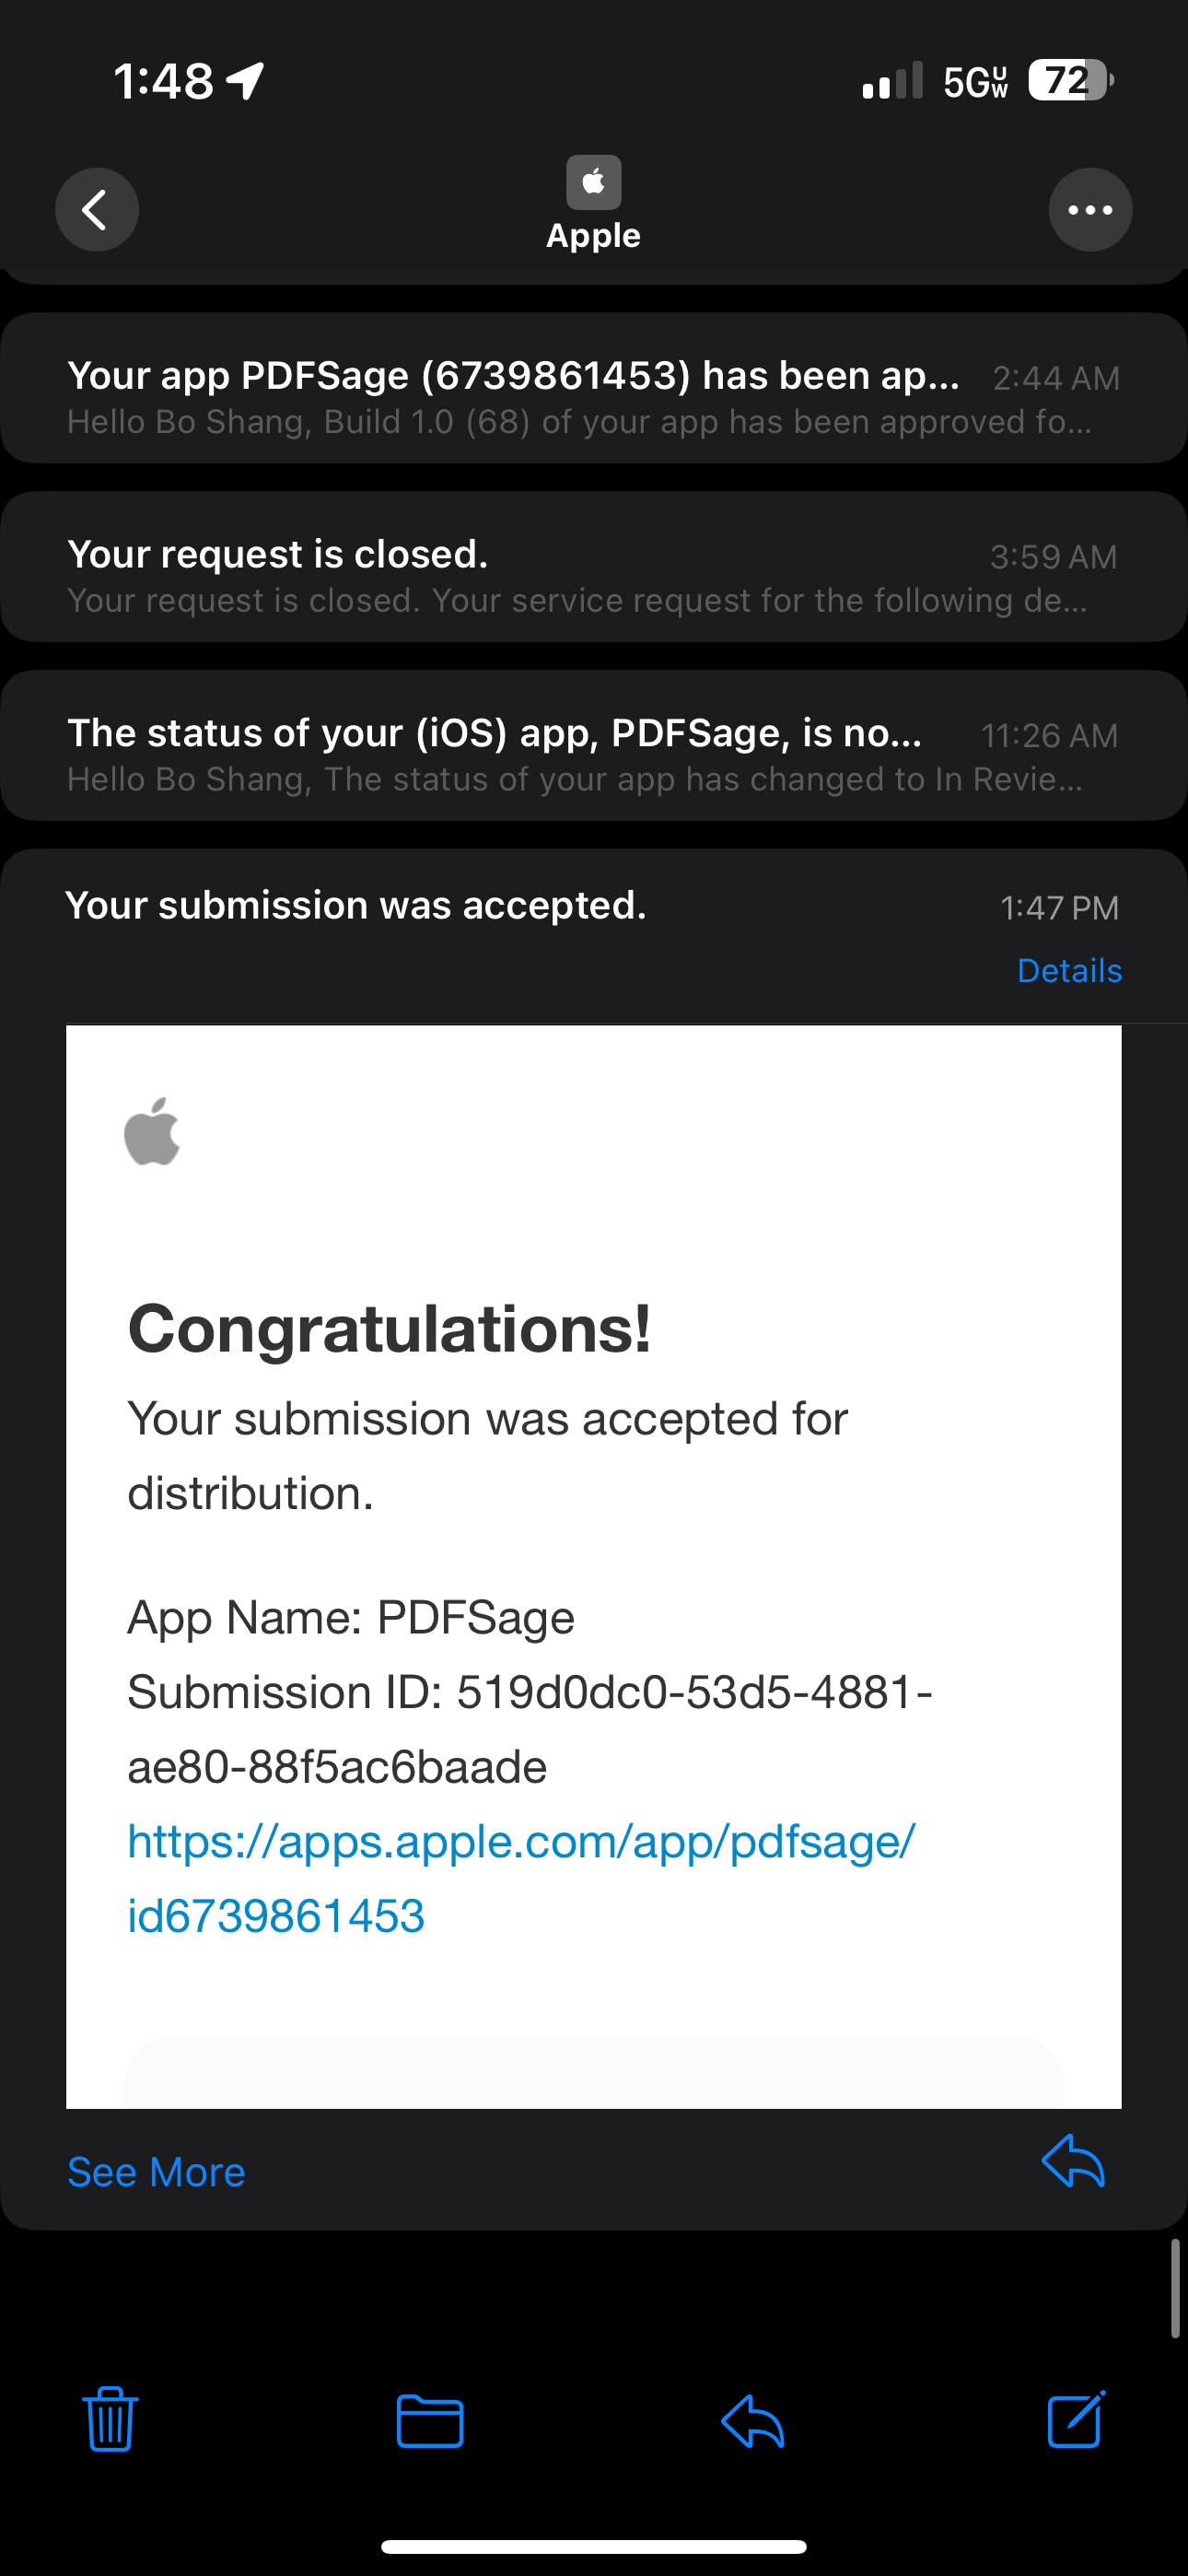 1:48
5GUW
72
Apple
Your app PDFSage (6739861453) has been ap...
2:44 AM
Hello Bo Shang, Build 1.0 (68) of your app has been approved fo...
Your request is closed.
3:59 AM
Your request is closed. Your service request for the following de...
The status of your (iOS) app, PDFSage, is no...
11:26 AM
Hello Bo Shang, The status of your app has changed to In Revie...
Your submission was accepted.
1:47 PM
Details
Congratulations!
Your submission was accepted for
distribution.
App Name: PDFSage
Submission ID: 519d0dc0-53d5-4881-
ae80-88f5ac6baade
https://apps.apple.com/app/pdfsage/
id6739861453
See More